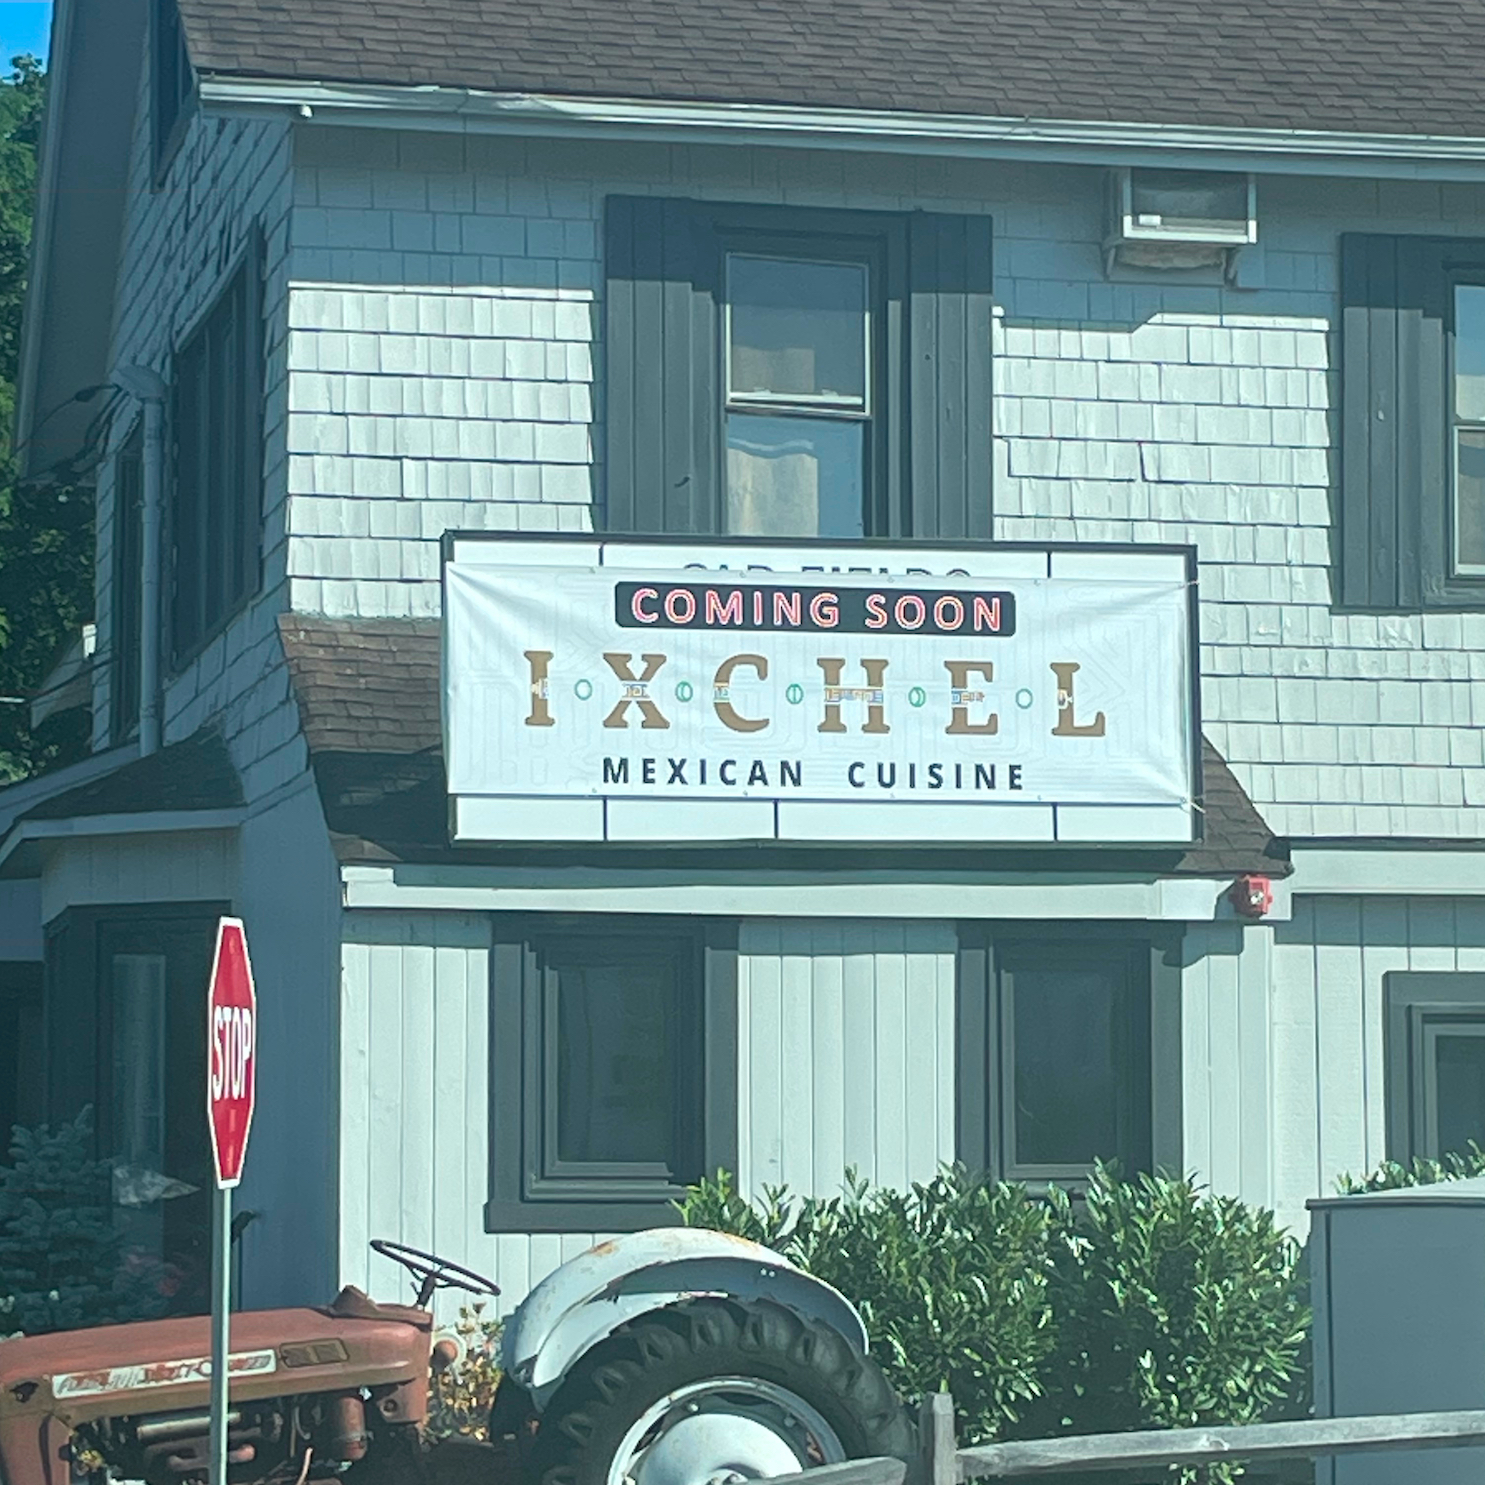 COMING SOON
IXCHEL
MEXICAN CUISINE
STOP